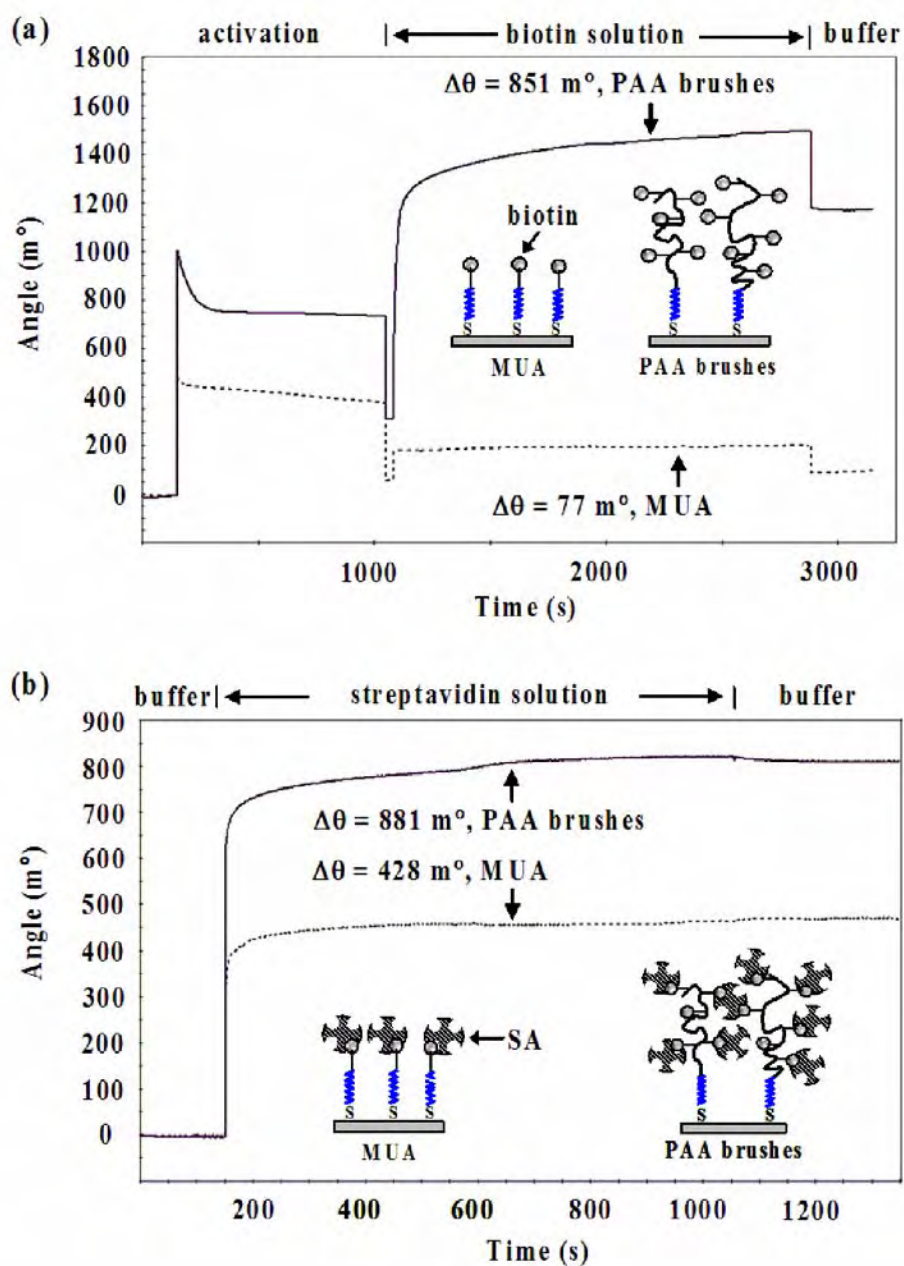 (a)
activation | ← biotin solution → | buffer
1800
1600
1400
1200
1000
800
600
400
200
0
Angle (m°)
Δθ = 851 m°, PAA brushes
biotin
S S S
MUA
S S
PAA brushes
Δθ = 77 m°, MUA
1000 2000 3000
Time (s)
(b)
buffer | ← streptavidin solution → | buffer
900
800
700
600
500
400
300
200
100
0
Angle (m°)
Δθ = 881 m°, PAA brushes
Δθ = 428 m°, MUA
SA
S S S
MUA
S S
PAA brushes
200 400 600 800 1000 1200
Time (s)